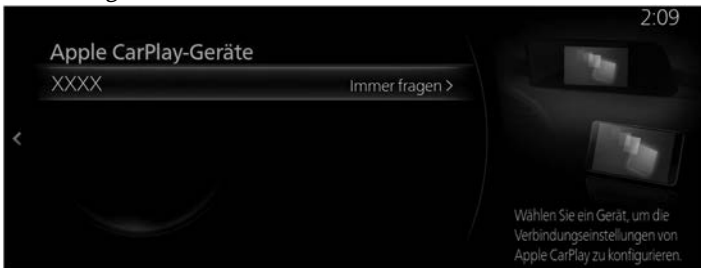 2:09
Apple CarPlay-Geräte
XXXX
Immer fragen >
<
Wählen Sie ein Gerät, um die
Verbindungseinstellungen von
Apple CarPlay zu konfigurieren.